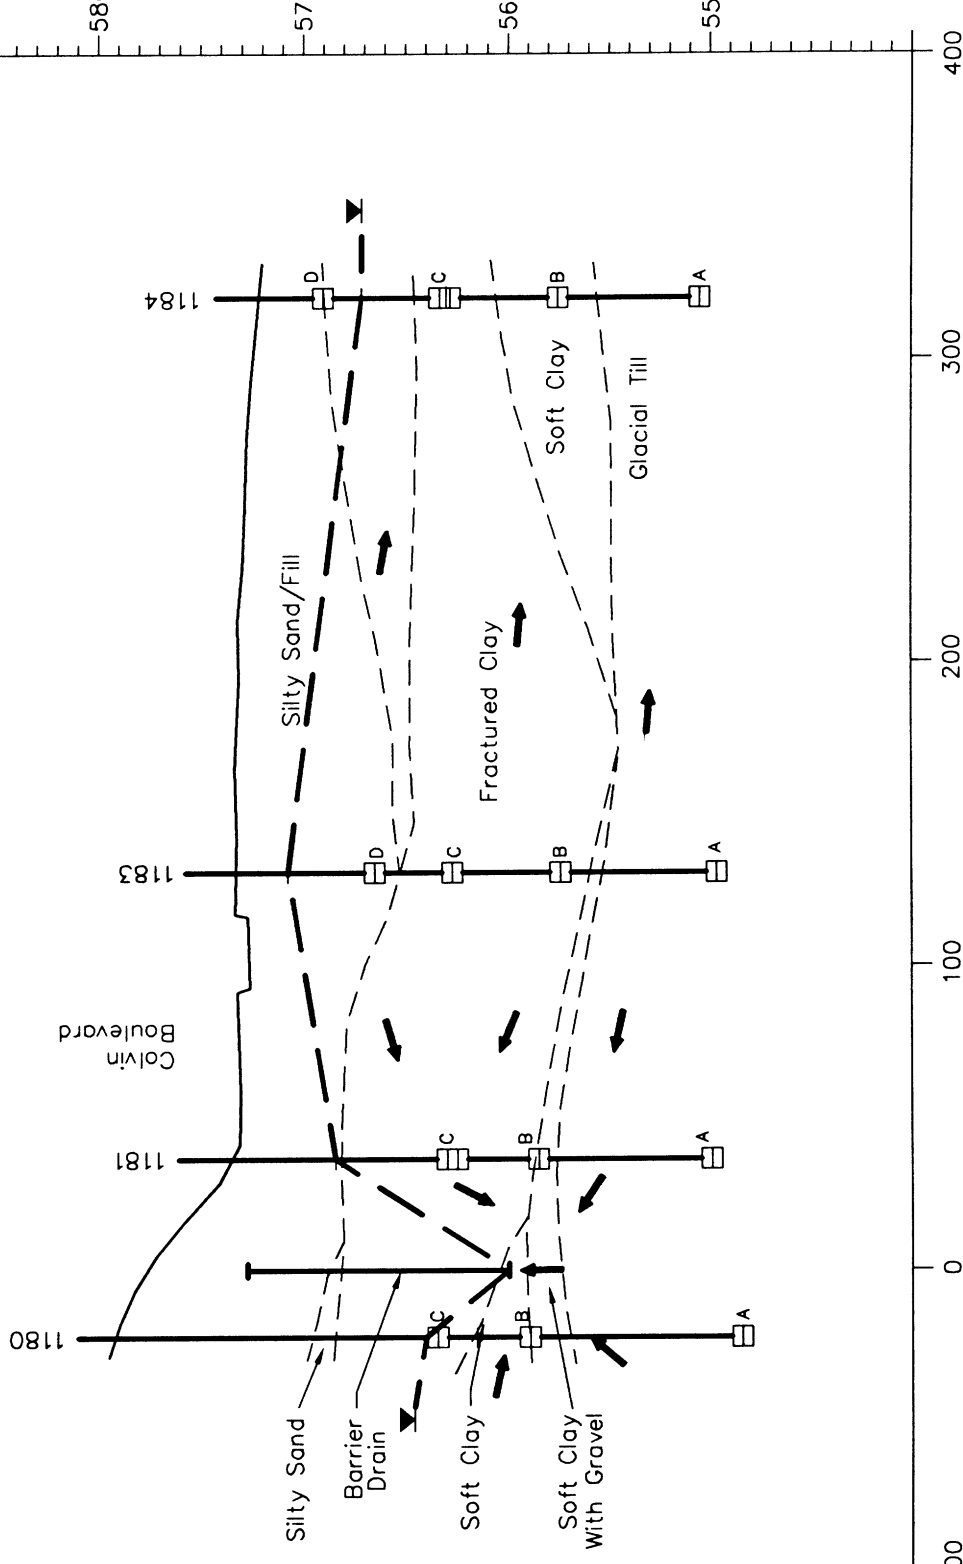 58
57
56
55
400
300
200
100
0
00
1180
1181
1183
1184
Colvin
Boulevard
Silty Sand/Fill
Fractured Clay
Soft Clay
Glacial Till
Silty Sand
Barrier
Drain
Soft Clay
Soft Clay
With Gravel
C
B
A
C
B
A
D
C
B
A
D
C
B
A